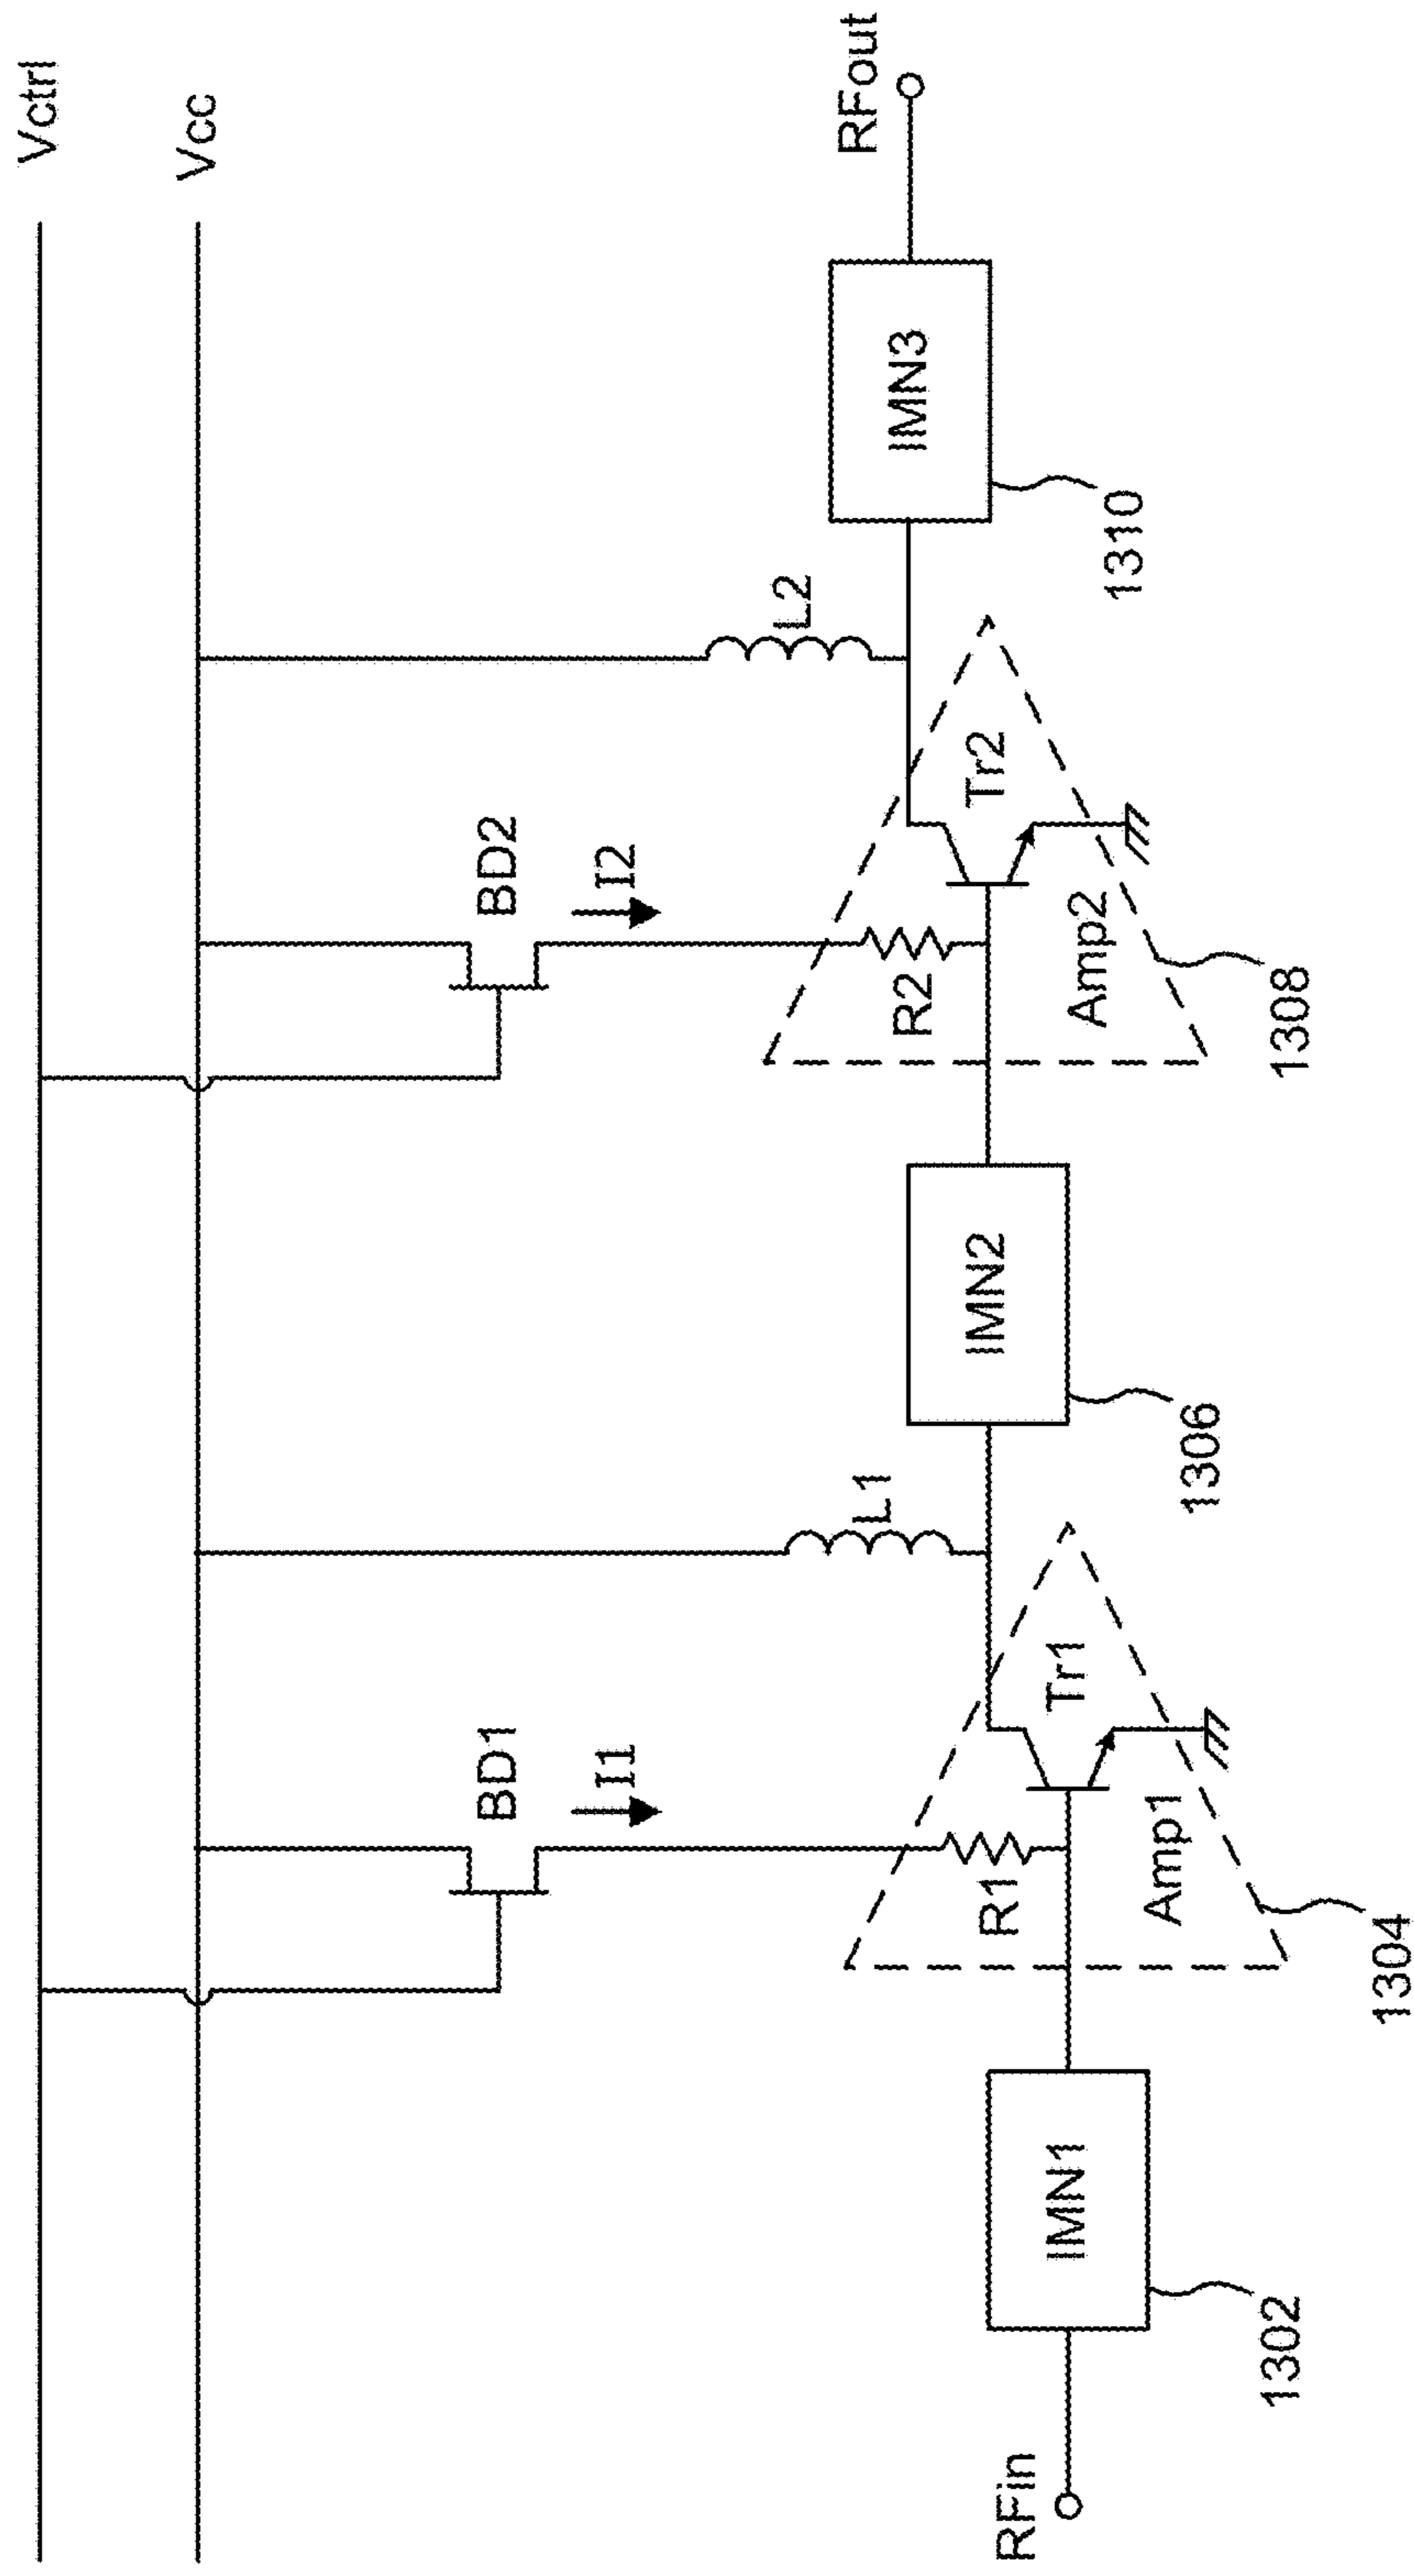 Vctrl
Vcc
BD1
I1
BD2
I2
L1
L2
R1
R2
Tr1
Tr2
Amp1
Amp2
RFin
IMN1
IMN2
IMN3
RFout
1302
1304
1306
1308
1310